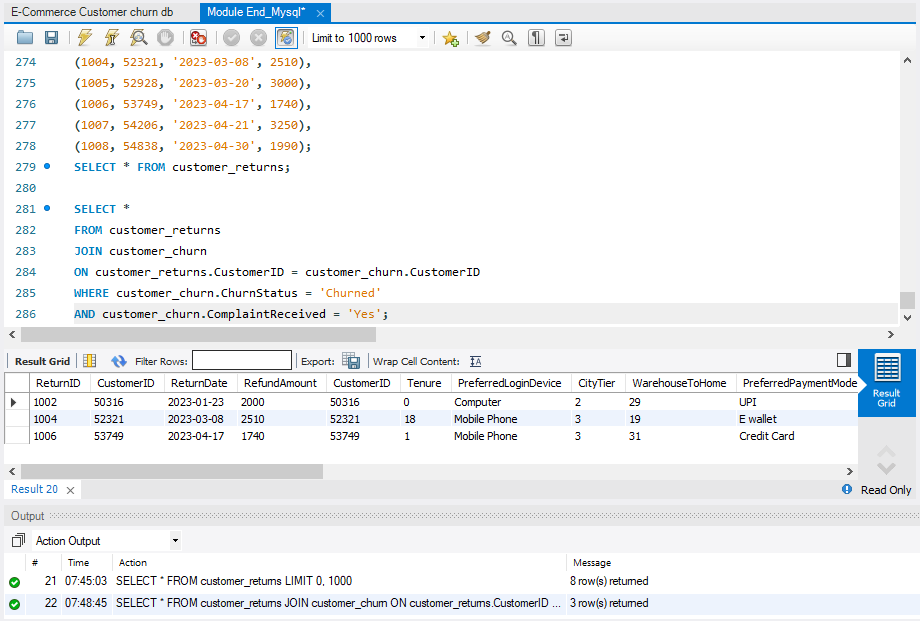 E-Commerce Customer churn db Module End_Mysql*
Limit to 1000 rows
274 (1004, 52321, '2023-03-08', 2510),
275 (1005, 52928, '2023-03-20', 3000),
276 (1006, 53749, '2023-04-17', 1740),
277 (1007, 54206, '2023-04-21', 3250),
278 (1008, 54838, '2023-04-30', 1990);
279 SELECT * FROM customer_returns;
280
281 SELECT *
282 FROM customer_returns
283 JOIN customer_churn
284 ON customer_returns.CustomerID = customer_churn.CustomerID
285 WHERE customer_churn.ChurnStatus = 'Churned'
286 AND customer_churn.ComplaintReceived = 'Yes';
Result Grid Filter Rows: Export: Wrap Cell Content:
ReturnID CustomerID ReturnDate RefundAmount CustomerID Tenure PreferredLoginDevice CityTier WarehouseToHome PreferredPaymentMode
1002 50316 2023-01-23 2000 50316 0 Computer 2 29 UPI
1004 52321 2023-03-08 2510 52321 18 Mobile Phone 3 19 E wallet
1006 53749 2023-04-17 1740 53749 1 Mobile Phone 3 31 Credit Card
Result
Grid
Result 20 Read Only
Output
Action Output
# Time Action Message
21 07:45:03 SELECT * FROM customer_returns LIMIT 0, 1000 8 row(s) returned
22 07:48:45 SELECT * FROM customer_returns JOIN customer_churn ON customer_returns.CustomerID ... 3 row(s) returned